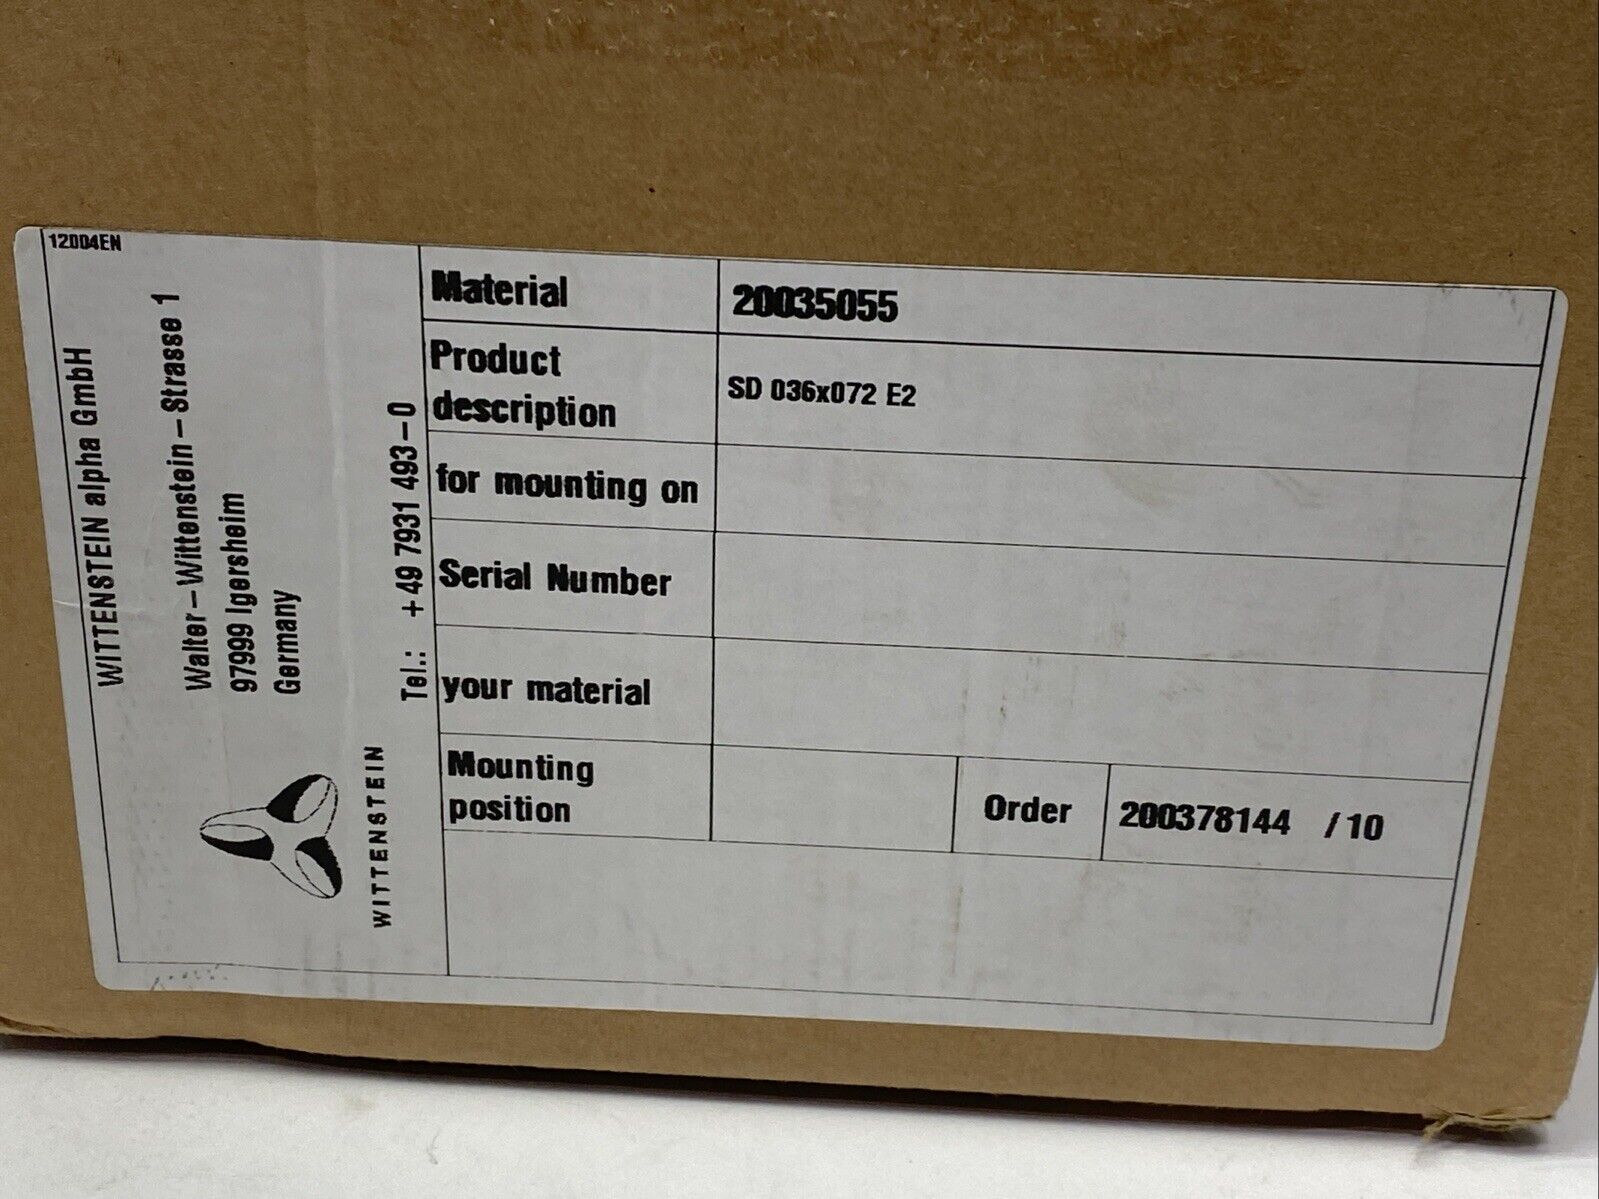 12004EN
WITTENSTEIN alpha GmbH
Walter-Wittenstein-Strasse 1
97999 Igersheim
Germany
Tel.: +49 7931 493-0
WITTENSTEIN
Material 20035055
Product
description SD 036x072 E2
for mounting on
Serial Number
your material
Mounting
position
Order 200378144 /10